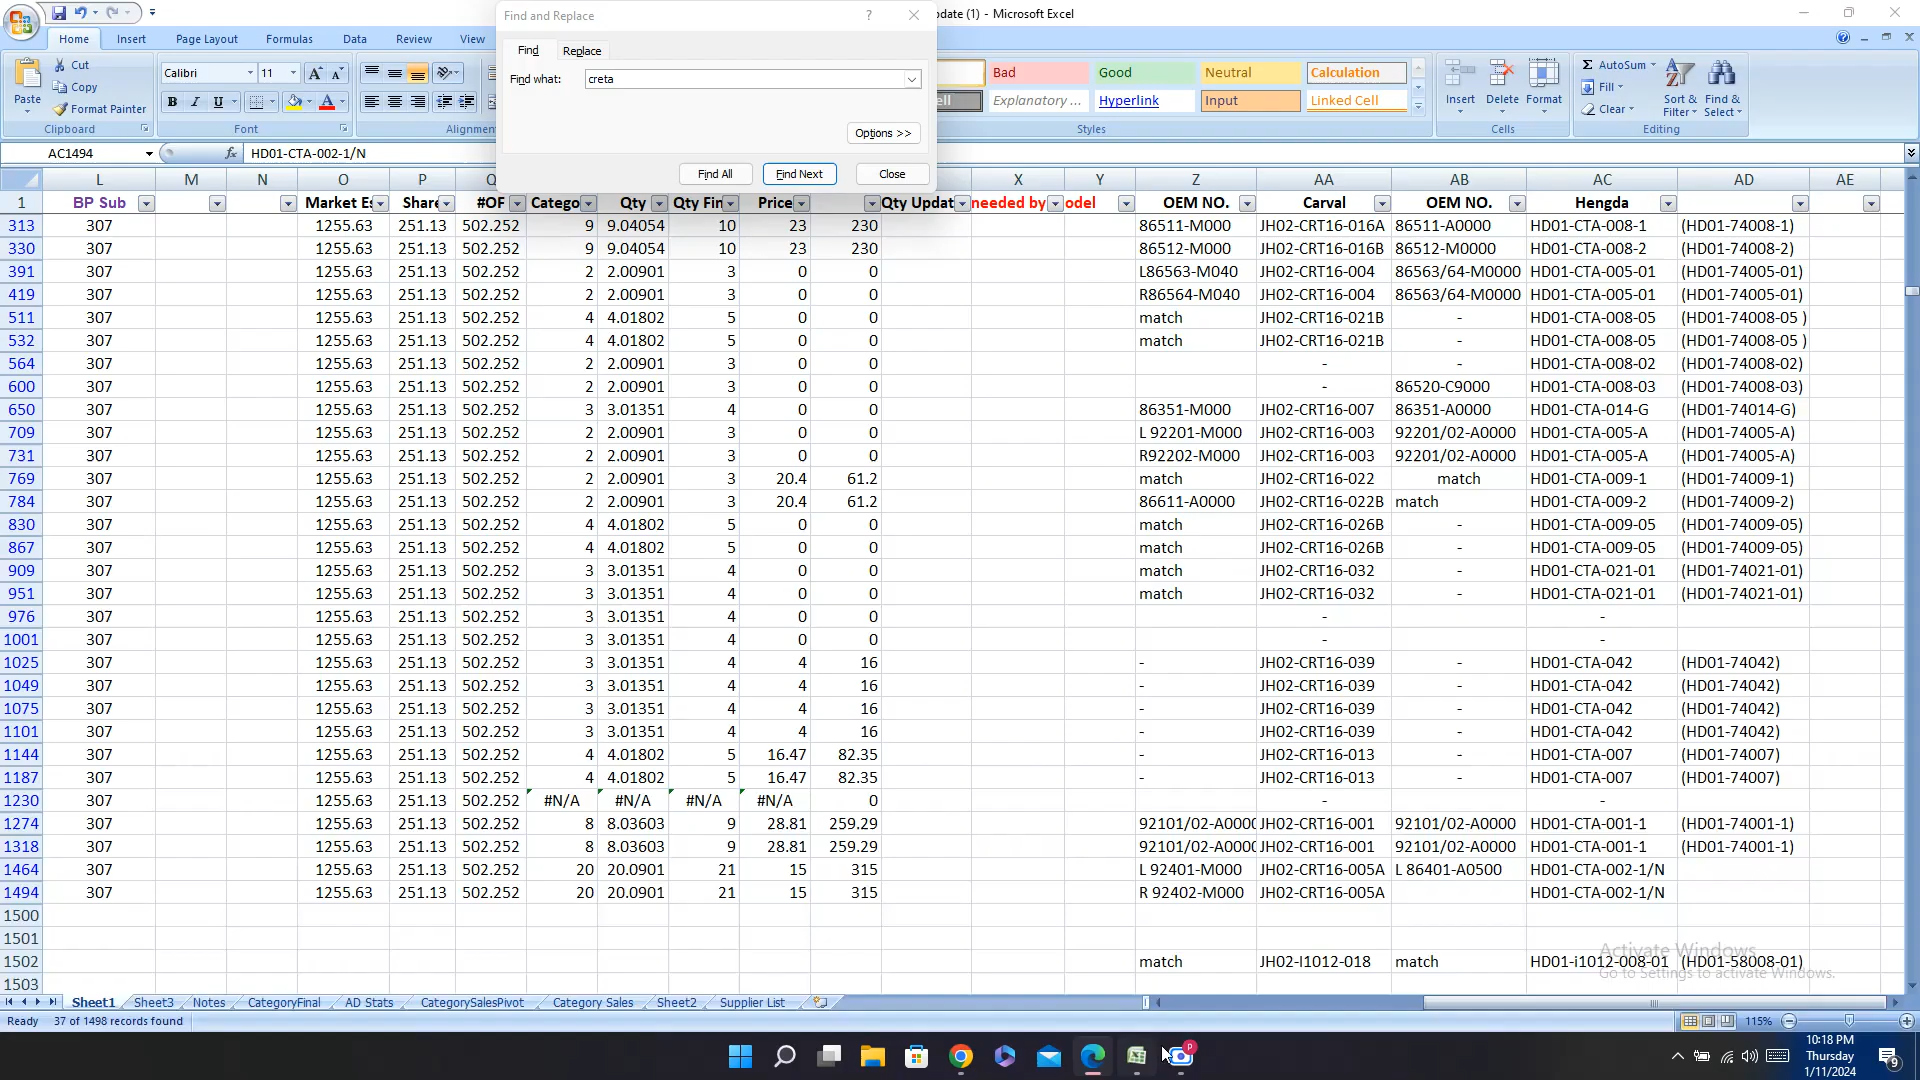 Find and Replace ? date (1) - Microsoft Excel
Home Insert Page Layout Formulas Data Review View
Find Replace
Find what: creta
Options >>
Find All Find Next Close
Paste Cut Copy Format Painter Clipboard
Calibri 11 B I U Font
Alignm
Bad Good Neutral Calculation
ell Explanatory ... Hyperlink Input Linked Cell
Styles
Insert Delete Format Cells
AutoSum Fill Clear Sort & Filter Find & Select Editing
AC1494 fx HD01-CTA-002-1/N
L M N O P Q X Y Z AA AB AC AD AE
1 BP Sub Market Es Share #OF Catego Qty Qty Fin Price Qty Updat needed by odel OEM NO. Carval OEM NO. Hengda
313 307 1255.63 251.13 502.252 9 9.04054 10 23 230 86511-M000 JH02-CRT16-016A 86511-A0000 HD01-CTA-008-1 (HD01-74008-1)
330 307 1255.63 251.13 502.252 9 9.04054 10 23 230 86512-M000 JH02-CRT16-016B 86512-M0000 HD01-CTA-008-2 (HD01-74008-2)
391 307 1255.63 251.13 502.252 2 2.00901 3 0 0 L86563-M040 JH02-CRT16-004 86563/64-M0000 HD01-CTA-005-01 (HD01-74005-01)
419 307 1255.63 251.13 502.252 2 2.00901 3 0 0 R86564-M040 JH02-CRT16-004 86563/64-M0000 HD01-CTA-005-01 (HD01-74005-01)
511 307 1255.63 251.13 502.252 4 4.01802 5 0 0 match JH02-CRT16-021B - HD01-CTA-008-05 (HD01-74008-05 )
532 307 1255.63 251.13 502.252 4 4.01802 5 0 0 match JH02-CRT16-021B - HD01-CTA-008-05 (HD01-74008-05 )
564 307 1255.63 251.13 502.252 2 2.00901 3 0 0 - - HD01-CTA-008-02 (HD01-74008-02)
600 307 1255.63 251.13 502.252 2 2.00901 3 0 0 - 86520-C9000 HD01-CTA-008-03 (HD01-74008-03)
650 307 1255.63 251.13 502.252 3 3.01351 4 0 0 86351-M000 JH02-CRT16-007 86351-A0000 HD01-CTA-014-G (HD01-74014-G)
709 307 1255.63 251.13 502.252 2 2.00901 3 0 0 L 92201-M000 JH02-CRT16-003 92201/02-A0000 HD01-CTA-005-A (HD01-74005-A)
731 307 1255.63 251.13 502.252 2 2.00901 3 0 0 R92202-M000 JH02-CRT16-003 92201/02-A0000 HD01-CTA-005-A (HD01-74005-A)
769 307 1255.63 251.13 502.252 2 2.00901 3 20.4 61.2 match JH02-CRT16-022 match HD01-CTA-009-1 (HD01-74009-1)
784 307 1255.63 251.13 502.252 2 2.00901 3 20.4 61.2 86611-A0000 JH02-CRT16-022B match HD01-CTA-009-2 (HD01-74009-2)
830 307 1255.63 251.13 502.252 4 4.01802 5 0 0 match JH02-CRT16-026B - HD01-CTA-009-05 (HD01-74009-05)
867 307 1255.63 251.13 502.252 4 4.01802 5 0 0 match JH02-CRT16-026B - HD01-CTA-009-05 (HD01-74009-05)
909 307 1255.63 251.13 502.252 3 3.01351 4 0 0 match JH02-CRT16-032 - HD01-CTA-021-01 (HD01-74021-01)
951 307 1255.63 251.13 502.252 3 3.01351 4 0 0 match JH02-CRT16-032 - HD01-CTA-021-01 (HD01-74021-01)
976 307 1255.63 251.13 502.252 3 3.01351 4 0 0 - -
1001 307 1255.63 251.13 502.252 3 3.01351 4 0 0 - -
1025 307 1255.63 251.13 502.252 3 3.01351 4 4 16 - JH02-CRT16-039 - HD01-CTA-042 (HD01-74042)
1049 307 1255.63 251.13 502.252 3 3.01351 4 4 16 - JH02-CRT16-039 - HD01-CTA-042 (HD01-74042)
1075 307 1255.63 251.13 502.252 3 3.01351 4 4 16 - JH02-CRT16-039 - HD01-CTA-042 (HD01-74042)
1101 307 1255.63 251.13 502.252 3 3.01351 4 4 16 - JH02-CRT16-039 - HD01-CTA-042 (HD01-74042)
1144 307 1255.63 251.13 502.252 4 4.01802 5 16.47 82.35 - JH02-CRT16-013 - HD01-CTA-007 (HD01-74007)
1187 307 1255.63 251.13 502.252 4 4.01802 5 16.47 82.35 - JH02-CRT16-013 - HD01-CTA-007 (HD01-74007)
1230 307 1255.63 251.13 502.252 #N/A #N/A #N/A #N/A 0 - -
1274 307 1255.63 251.13 502.252 8 8.03603 9 28.81 259.29 92101/02-A0000 JH02-CRT16-001 92101/02-A0000 HD01-CTA-001-1 (HD01-74001-1)
1318 307 1255.63 251.13 502.252 8 8.03603 9 28.81 259.29 92101/02-A0000 JH02-CRT16-001 92101/02-A0000 HD01-CTA-001-1 (HD01-74001-1)
1464 307 1255.63 251.13 502.252 20 20.0901 21 15 315 L 92401-M000 JH02-CRT16-005A L 86401-A0500 HD01-CTA-002-1/N
1494 307 1255.63 251.13 502.252 20 20.0901 21 15 315 R 92402-M000 JH02-CRT16-005A HD01-CTA-002-1/N
1500
1501
Activate Windows
1502 match JH02-I1012-018 match HD01-i1012-008-01 (HD01-58008-01)
Go to Settings to activate Windows.
1503
Sheet1 Sheet3 Notes CategoryFinal AD Stats CategorySalesPivot Category Sales Sheet2 Supplier List
Ready 37 of 1498 records found 115%
P
10:18 PM
Thursday
1/11/2024
9